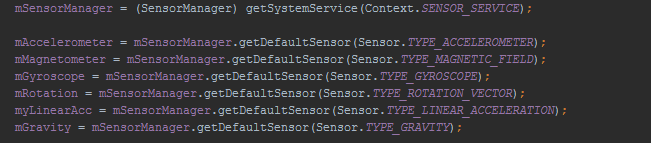 mSensorManager = (SensorManager) getSystemService(Context.SENSOR_SERVICE);
mAccelerometer = mSensorManager.getDefaultSensor(Sensor.TYPE_ACCELEROMETER);
mMagnetometer = mSensorManager.getDefaultSensor(Sensor.TYPE_MAGNETIC_FIELD);
mGyroscope = mSensorManager.getDefaultSensor(Sensor.TYPE_GYROSCOPE);
mRotation = mSensorManager.getDefaultSensor(Sensor.TYPE_ROTATION_VECTOR);
myLinearAcc = mSensorManager.getDefaultSensor(Sensor.TYPE_LINEAR_ACCELERATION);
mGravity = mSensorManager.getDefaultSensor(Sensor.TYPE_GRAVITY);